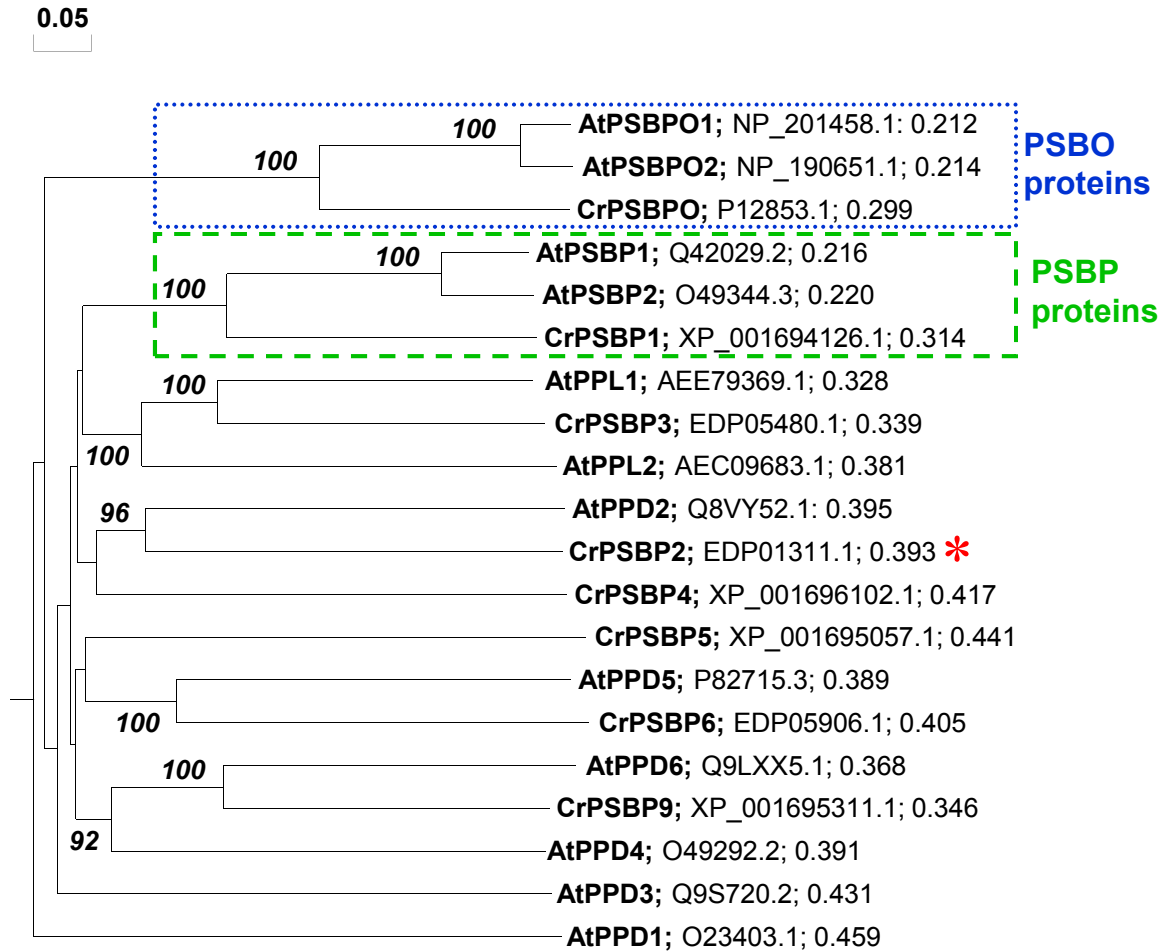 0.05
100
AtPSBPO1; NP_201458.1: 0.212
100
AtPSBPO2; NP_190651.1; 0.214
PSBO
proteins
CrPSBPO; P12853.1; 0.299
100
AtPSBP1; Q42029.2; 0.216
100
AtPSBP2; O49344.3; 0.220
PSBP
proteins
CrPSBP1; XP_001694126.1; 0.314
100
AtPPL1; AEE79369.1; 0.328
CrPSBP3; EDP05480.1; 0.339
100
AtPPL2; AEC09683.1; 0.381
96
AtPPD2; Q8VY52.1: 0.395
CrPSBP2; EDP01311.1; 0.393 *
CrPSBP4; XP_001696102.1; 0.417
CrPSBP5; XP_001695057.1; 0.441
AtPPD5; P82715.3; 0.389
100
CrPSBP6; EDP05906.1; 0.405
100
AtPPD6; Q9LXX5.1; 0.368
CrPSBP9; XP_001695311.1; 0.346
92
AtPPD4; O49292.2; 0.391
AtPPD3; Q9S720.2; 0.431
AtPPD1; O23403.1; 0.459